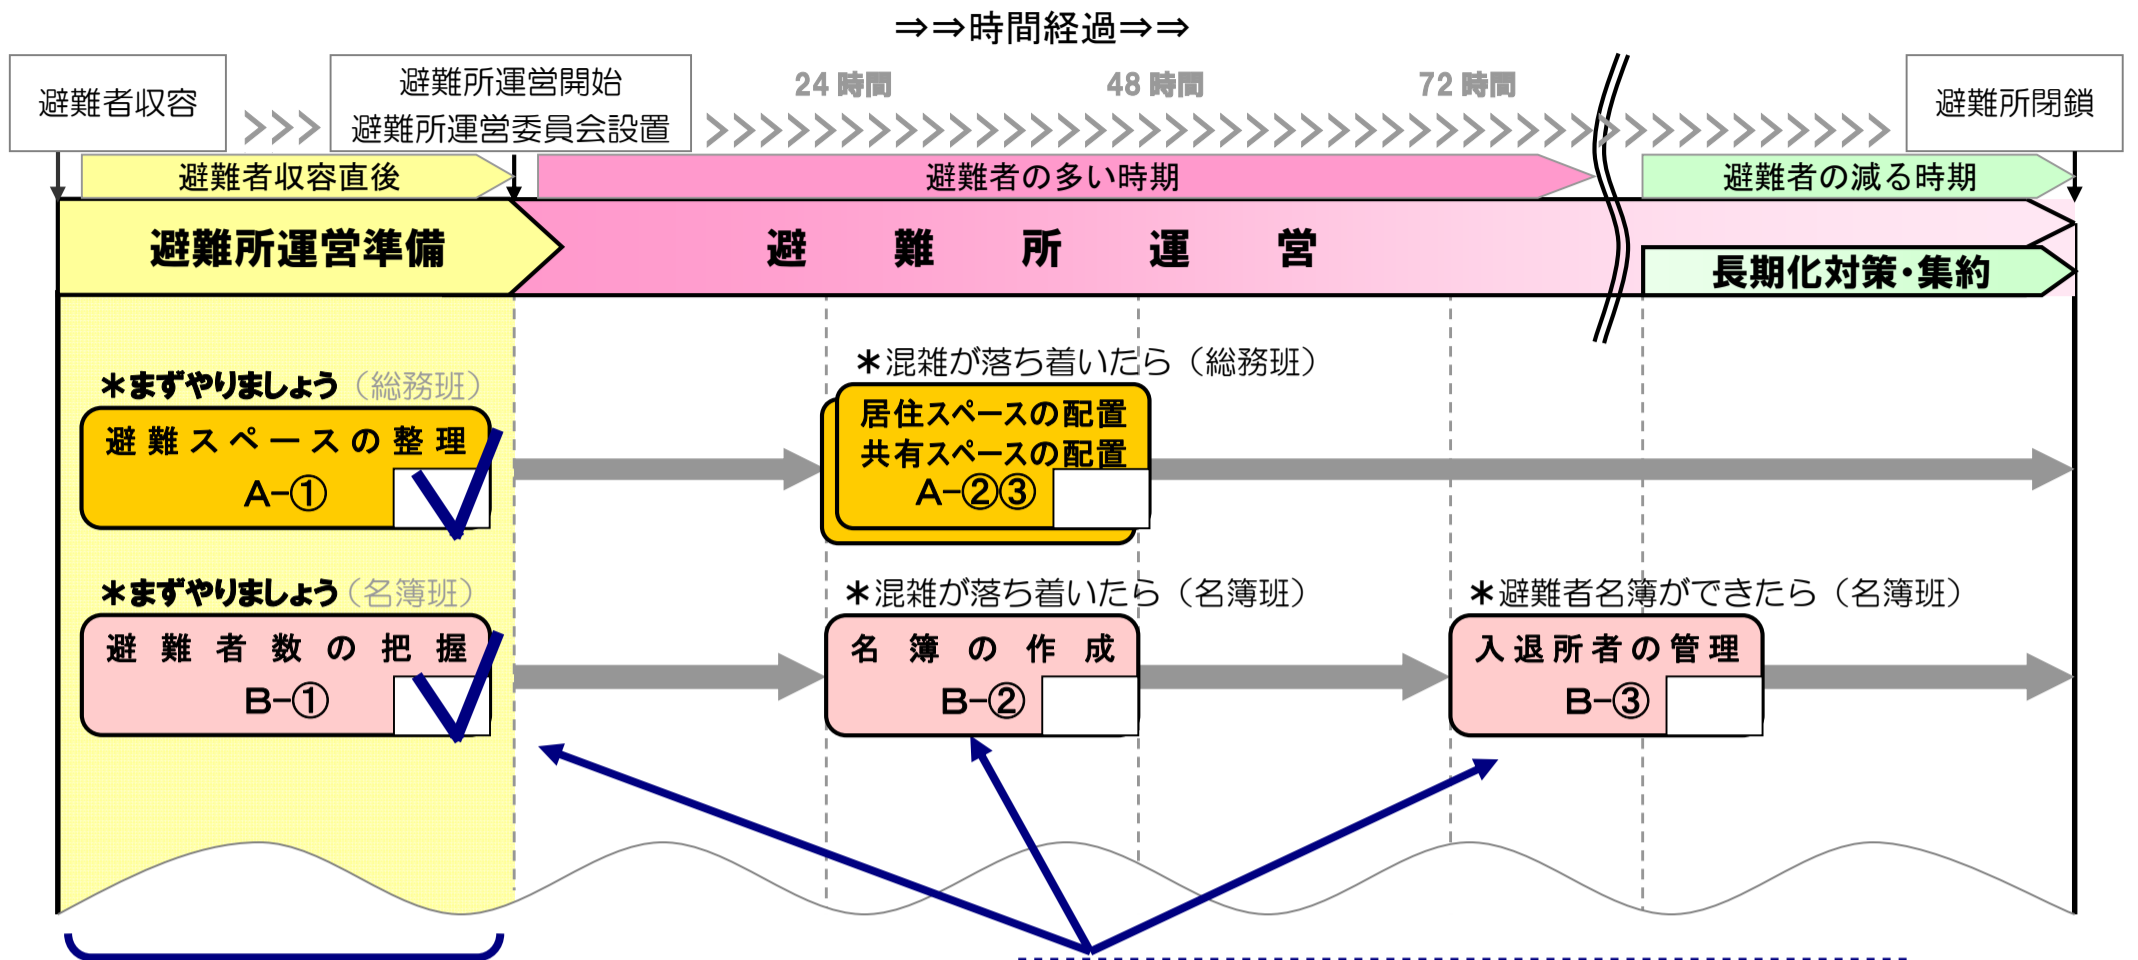 ⇒⇒時間経過⇒⇒
避難者収容
避難所運営開始
避難所運営委員会設置
24 時間
48 時間
72 時間
避難所閉鎖
避難者収容直後
避難者の多い時期
避難者の減る時期
避難所運営準備
避難所運営
長期化対策・集約
＊まずやりましょう（総務班）
避難スペースの整理
A-①
＊混雑が落ち着いたら（総務班）
居住スペースの配置
共有スペースの配置
A-②③
＊まずやりましょう（名簿班）
避難者数の把握
B-①
＊混雑が落ち着いたら（名簿班）
名簿の作成
B-②
＊避難者名簿ができたら（名簿班）
入退所者の管理
B-③